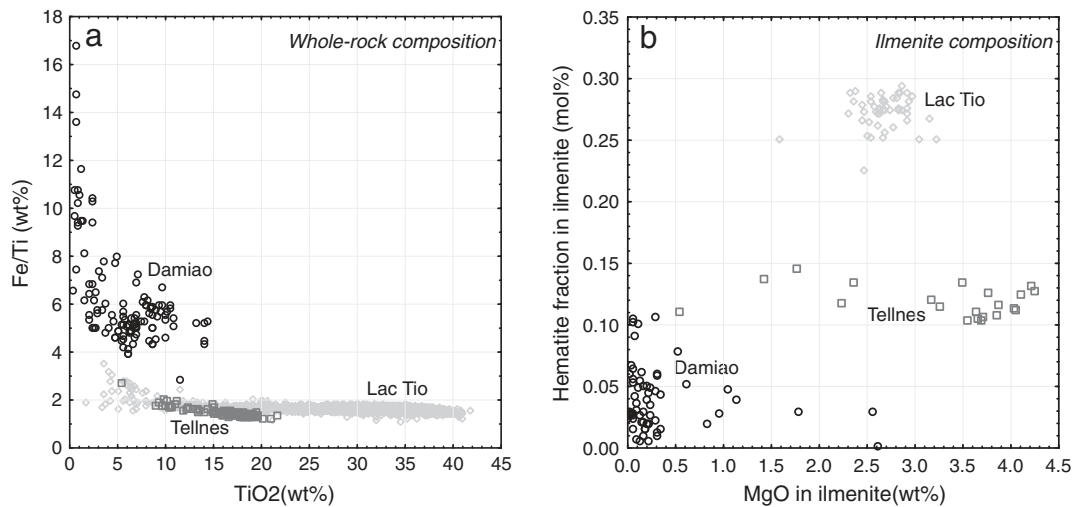 a
Whole-rock composition
18
16
14
12
10
8
6
4
2
0
Fe/Ti (wt%)
Damiao
Lac Tio
Tellnes
0 5 10 15 20 25 30 35 40 45
TiO2(wt%)
b
Ilmenite composition
0.35
0.30
0.25
0.20
0.15
0.10
0.05
0.00
Hematite fraction in ilmenite (mol%)
Lac Tio
Tellnes
Damiao
0.0 0.5 1.0 1.5 2.0 2.5 3.0 3.5 4.0 4.5
MgO in ilmenite(wt%)